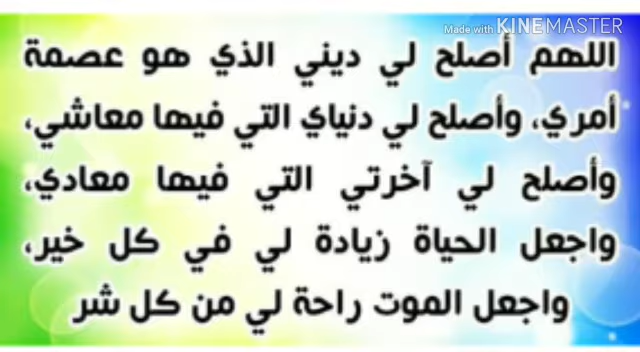 Made with KINEMASTER
اللهم أصلح لي ديني الذي هو عصمة
أمري، وأصلح لي دنياي التي فيها معاشي،
وأصلح لي آخرتي التي فيها معادي،
واجعل الحياة زيادة لي في كل خير،
واجعل الموت راحة لي من كل شر